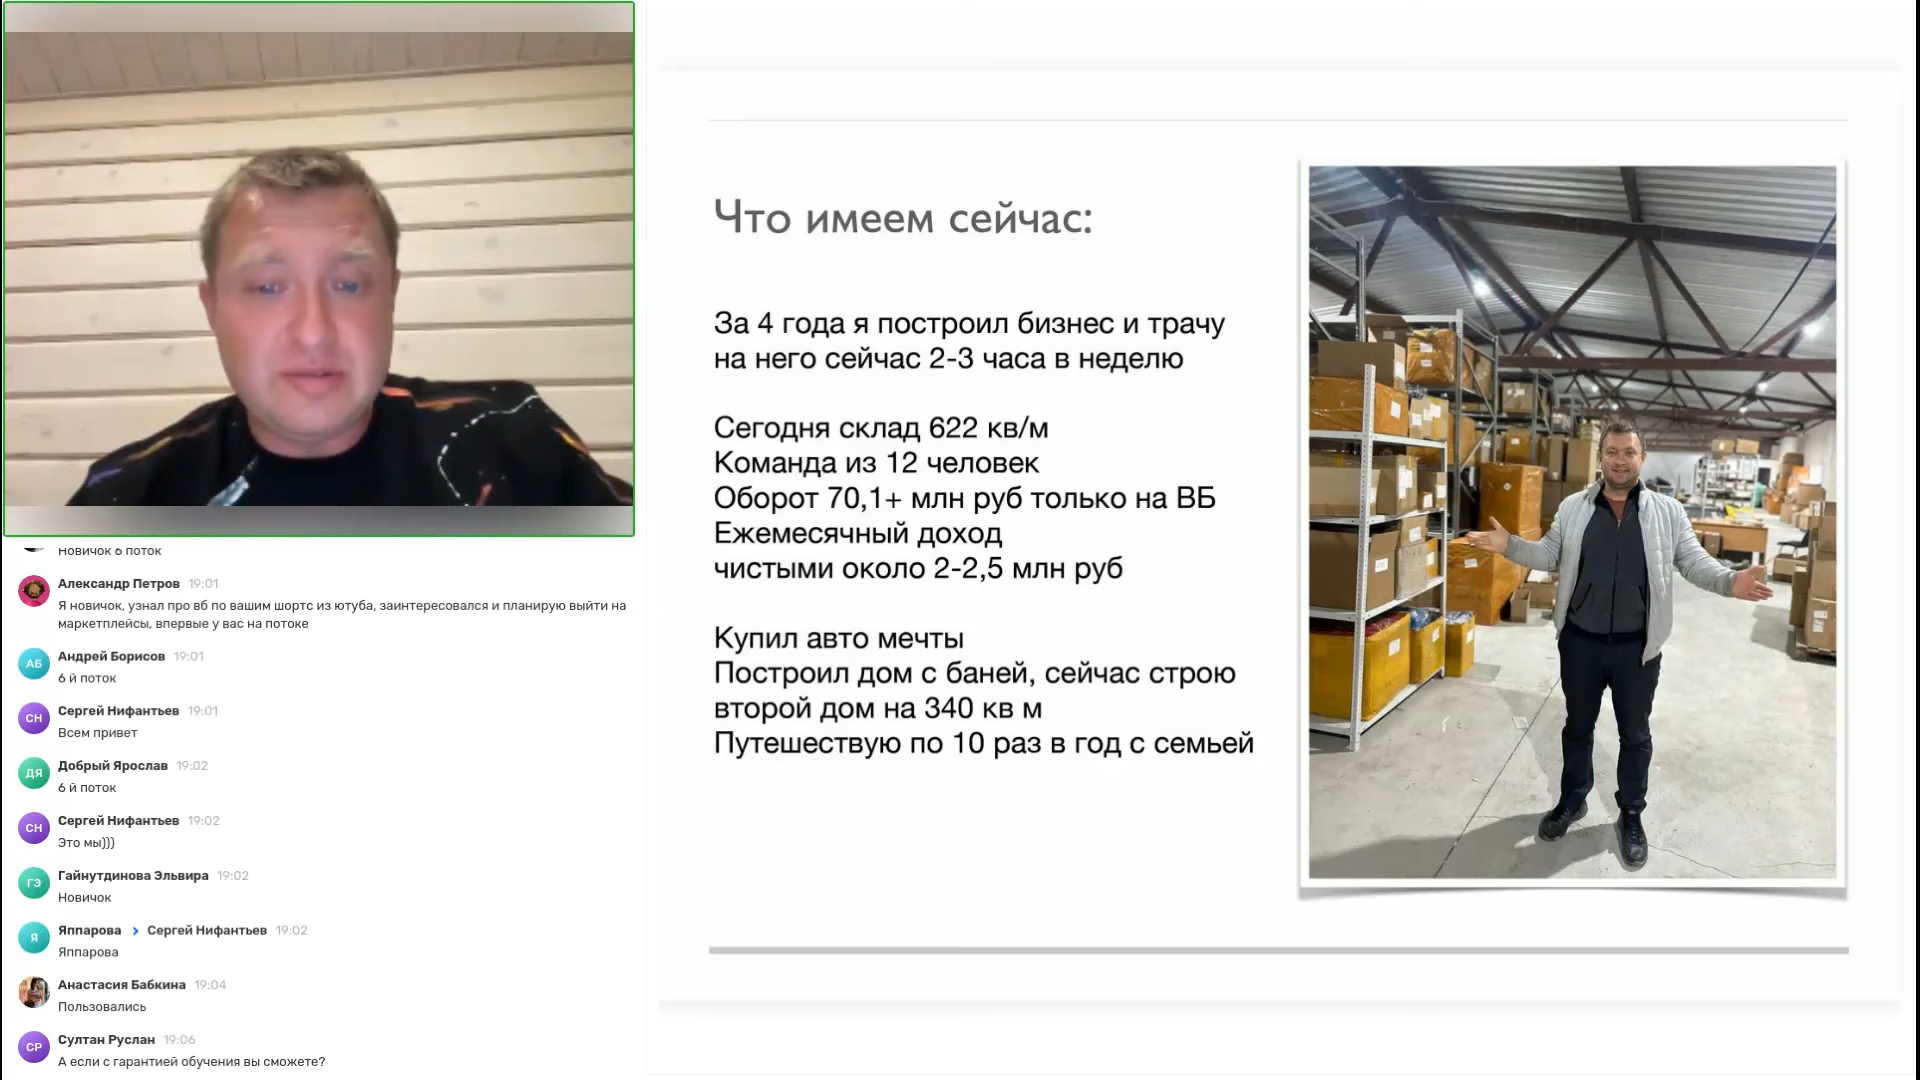 Новичок 6 поток
Александр Петров 19:01
Я новичок, узнал про вб по вашим шортс из ютуба, заинтересовался и планирую выйти на
маркетплейсы, впервые у вас на потоке
АБ
Андрей Борисов 19:01
6 й поток
СН
Сергей Нифантьев 19:01
Всем привет
ДЯ
Добрый Ярослав 19:02
6 й поток
СН
Сергей Нифантьев 19:02
Это мы)))
ГЭ
Гайнутдинова Эльвира 19:02
Новичок
Я
Яппарова > Сергей Нифантьев 19:02
Яппарова
Анастасия Бабкина 19:04
Пользовались
СР
Султан Руслан 19:06
А если с гарантией обучения вы сможете?
Что имеем сейчас:
За 4 года я построил бизнес и трачу
на него сейчас 2-3 часа в неделю
Сегодня склад 622 кв/м
Команда из 12 человек
Оборот 70,1+ млн руб только на ВБ
Ежемесячный доход
чистыми около 2-2,5 млн руб
Купил авто мечты
Построил дом с баней, сейчас строю
второй дом на 340 кв м
Путешествую по 10 раз в год с семьей